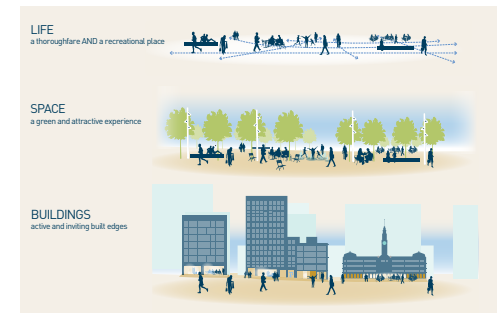 LIFE
a thoroughfare AND a recreational place
SPACE
a green and attractive experience
BUILDINGS
active and inviting built edges